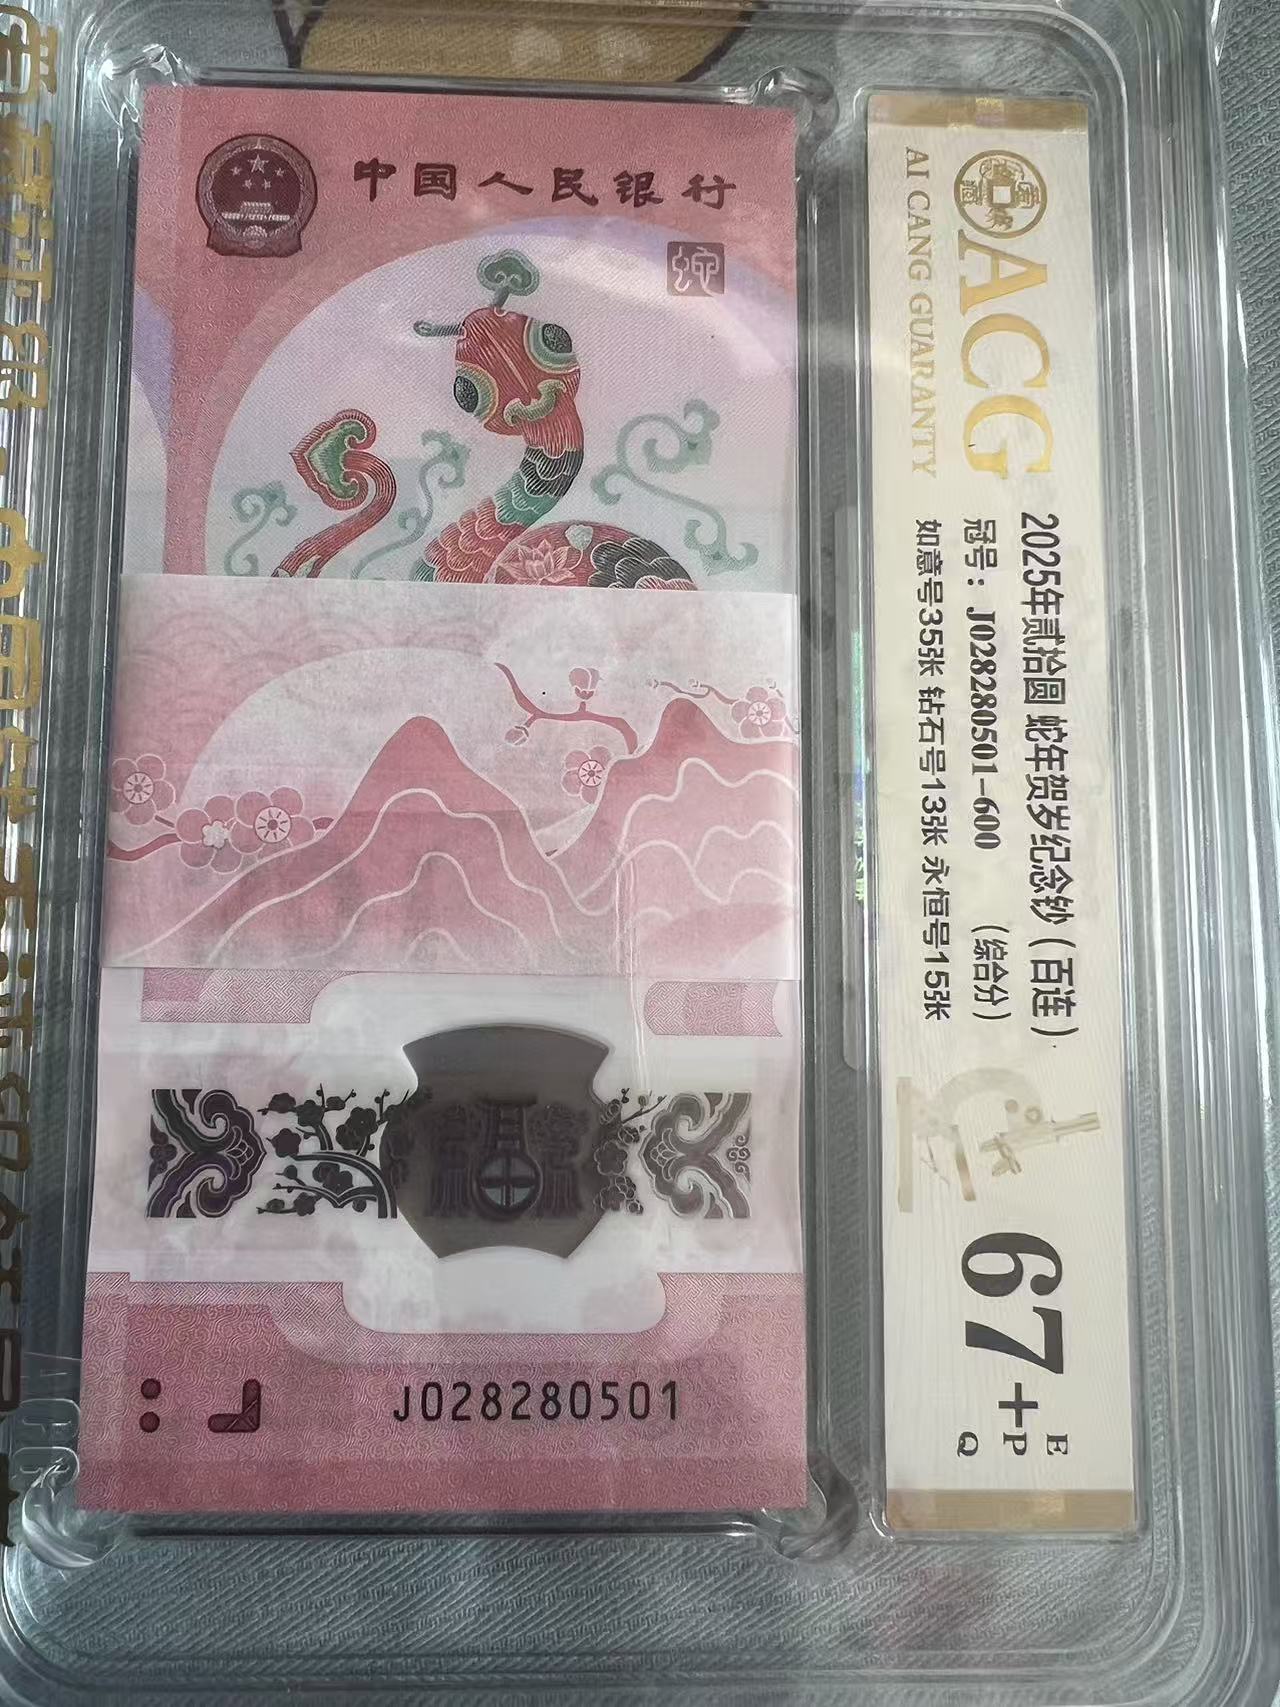 中国人民银行
蛇
J028280501
ACG
AI CANG GUARANTY
2025年贰拾圆 蛇年贺岁纪念钞（百连）
冠号：J028280501-600 （综合分）
如意号35张 钻石号13张 永恒号15张
67+
E
P
Q